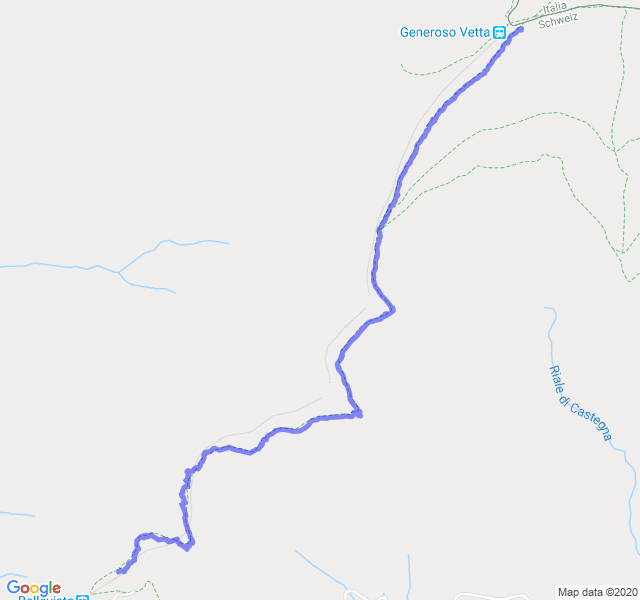 Italia
Schweiz
Generoso Vetta
Riale di Castegna
Google
Map data ©2020